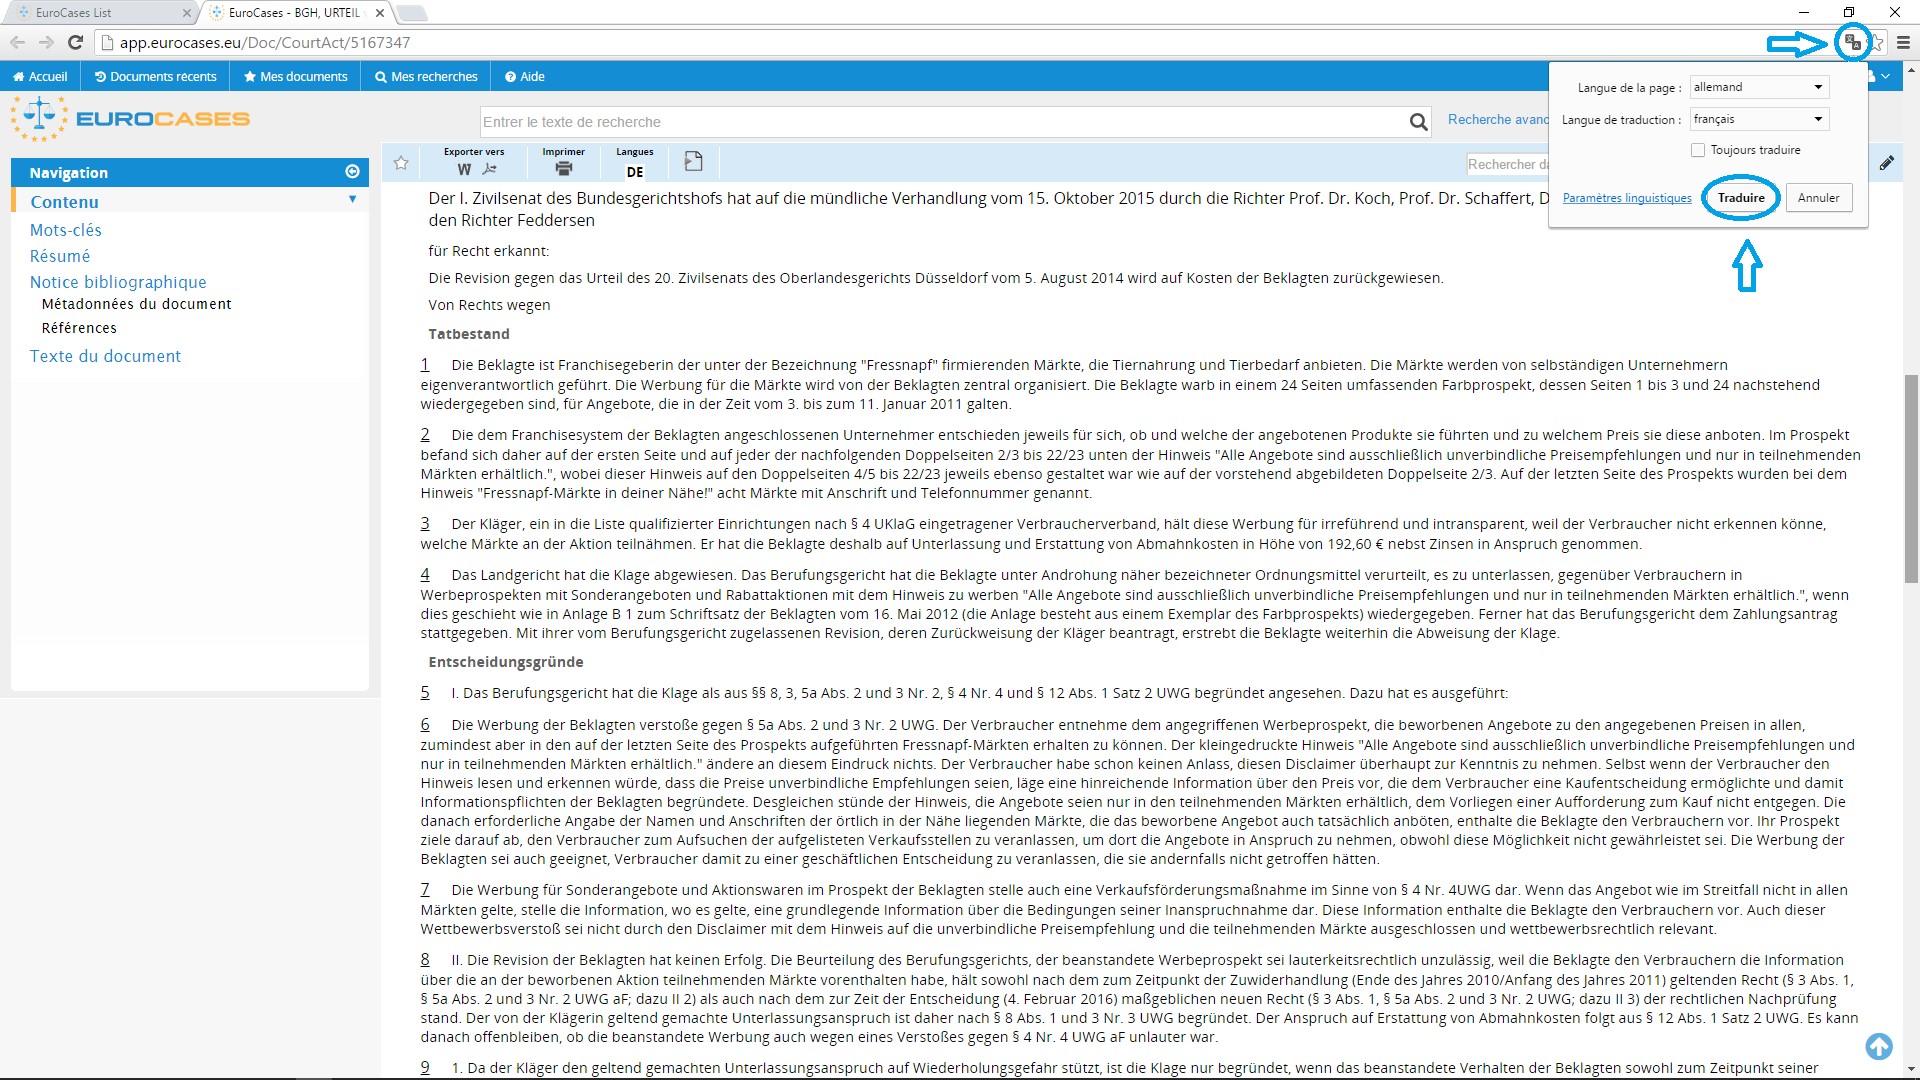 EuroCases List
EuroCases - BGH, URTEIL
app.eurocases.eu/Doc/CourtAct/5167347
Accueil
Documents récents
Mes documents
Mes recherches
Aide
Langue de la page :
allemand
Langue de traduction :
français
Toujours traduire
Paramètres linguistiques
Traduire
Annuler
EUROCASES
Entrer le texte de recherche
Recherche avanc
Navigation
Contenu
Mots-clés
Résumé
Notice bibliographique
Métadonnées du document
Références
Texte du document
Exporter vers
Imprimer
Langues
DE
Rechercher da
Der I. Zivilsenat des Bundesgerichtshofs hat auf die mündliche Verhandlung vom 15. Oktober 2015 durch die Richter Prof. Dr. Koch, Prof. Dr. Schaffert, D
den Richter Feddersen
für Recht erkannt:
Die Revision gegen das Urteil des 20. Zivilsenats des Oberlandesgerichts Düsseldorf vom 5. August 2014 wird auf Kosten der Beklagten zurückgewiesen.
Von Rechts wegen
Tatbestand
1 Die Beklagte ist Franchisegeberin der unter der Bezeichnung "Fressnapf" firmierenden Märkte, die Tiernahrung und Tierbedarf anbieten. Die Märkte werden von selbständigen Unternehmern
eigenverantwortlich geführt. Die Werbung für die Märkte wird von der Beklagten zentral organisiert. Die Beklagte warb in einem 24 Seiten umfassenden Farbprospekt, dessen Seiten 1 bis 3 und 24 nachstehend
wiedergegeben sind, für Angebote, die in der Zeit vom 3. bis zum 11. Januar 2011 galten.
2 Die dem Franchisesystem der Beklagten angeschlossenen Unternehmer entschieden jeweils für sich, ob und welche der angebotenen Produkte sie führten und zu welchem Preis sie diese anboten. Im Prospekt
befand sich daher auf der ersten Seite und auf jeder der nachfolgenden Doppelseiten 2/3 bis 22/23 unten der Hinweis "Alle Angebote sind ausschließlich unverbindliche Preisempfehlungen und nur in teilnehmenden
Märkten erhältlich.", wobei dieser Hinweis auf den Doppelseiten 4/5 bis 22/23 jeweils ebenso gestaltet war wie auf der vorstehend abgebildeten Doppelseite 2/3. Auf der letzten Seite des Prospekts wurden bei dem
Hinweis "Fressnapf-Märkte in deiner Nähe!" acht Märkte mit Anschrift und Telefonnummer genannt.
3 Der Kläger, ein in die Liste qualifizierter Einrichtungen nach § 4 UKlaG eingetragener Verbraucherverband, hält diese Werbung für irreführend und intransparent, weil der Verbraucher nicht erkennen könne,
welche Märkte an der Aktion teilnähmen. Er hat die Beklagte deshalb auf Unterlassung und Erstattung von Abmahnkosten in Höhe von 192,60 € nebst Zinsen in Anspruch genommen.
4 Das Landgericht hat die Klage abgewiesen. Das Berufungsgericht hat die Beklagte unter Androhung näher bezeichneter Ordnungsmittel verurteilt, es zu unterlassen, gegenüber Verbrauchern in
Werbeprospekten mit Sonderangeboten und Rabattaktionen mit dem Hinweis zu werben "Alle Angebote sind ausschließlich unverbindliche Preisempfehlungen und nur in teilnehmenden Märkten erhältlich.", wenn
dies geschieht wie in Anlage B 1 zum Schriftsatz der Beklagten vom 16. Mai 2012 (die Anlage besteht aus einem Exemplar des Farbprospekts) wiedergegeben. Ferner hat das Berufungsgericht dem Zahlungsantrag
stattgegeben. Mit ihrer vom Berufungsgericht zugelassenen Revision, deren Zurückweisung der Kläger beantragt, erstrebt die Beklagte weiterhin die Abweisung der Klage.
Entscheidungsgründe
5 I. Das Berufungsgericht hat die Klage als aus §§ 8, 3, 5a Abs. 2 und 3 Nr. 2, § 4 Nr. 4 und § 12 Abs. 1 Satz 2 UWG begründet angesehen. Dazu hat es ausgeführt:
6 Die Werbung der Beklagten verstoße gegen § 5a Abs. 2 und 3 Nr. 2 UWG. Der Verbraucher entnehme dem angegriffenen Werbeprospekt, die beworbenen Angebote zu den angegebenen Preisen in allen,
zumindest aber in den auf der letzten Seite des Prospekts aufgeführten Fressnapf-Märkten erhalten zu können. Der kleingedruckte Hinweis "Alle Angebote sind ausschließlich unverbindliche Preisempfehlungen und
nur in teilnehmenden Märkten erhältlich." ändere an diesem Eindruck nichts. Der Verbraucher habe schon keinen Anlass, diesen Disclaimer überhaupt zur Kenntnis zu nehmen. Selbst wenn der Verbraucher den
Hinweis lesen und erkennen würde, dass die Preise unverbindliche Empfehlungen seien, läge eine hinreichende Information über den Preis vor, die dem Verbraucher eine Kaufentscheidung ermöglichte und damit
Informationspflichten der Beklagten begründete. Desgleichen stünde der Hinweis, die Angebote seien nur in den teilnehmenden Märkten erhältlich, dem Vorliegen einer Aufforderung zum Kauf nicht entgegen. Die
danach erforderliche Angabe der Namen und Anschriften der örtlich in der Nähe liegenden Märkte, die das beworbene Angebot auch tatsächlich anböten, enthalte die Beklagte den Verbrauchern vor. Ihr Prospekt
ziele darauf ab, den Verbraucher zum Aufsuchen der aufgelisteten Verkaufsstellen zu veranlassen, um dort die Angebote in Anspruch zu nehmen, obwohl diese Möglichkeit nicht gewährleistet sei. Die Werbung der
Beklagten sei auch geeignet, Verbraucher damit zu einer geschäftlichen Entscheidung zu veranlassen, die sie andernfalls nicht getroffen hätten.
7 Die Werbung für Sonderangebote und Aktionswaren im Prospekt der Beklagten stelle auch eine Verkaufsförderungsmaßnahme im Sinne von § 4 Nr. 4UWG dar. Wenn das Angebot wie im Streitfall nicht in allen
Märkten gelte, stelle die Information, wo es gelte, eine grundlegende Information über die Bedingungen seiner Inanspruchnahme dar. Diese Information enthalte die Beklagte den Verbrauchern vor. Auch dieser
Wettbewerbsverstoß sei nicht durch den Disclaimer mit dem Hinweis auf die unverbindliche Preisempfehlung und die teilnehmenden Märkte ausgeschlossen und wettbewerbsrechtlich relevant.
8 II. Die Revision der Beklagten hat keinen Erfolg. Die Beurteilung des Berufungsgerichts, der beanstandete Werbeprospekt sei lauterkeitsrechtlich unzulässig, weil die Beklagte den Verbrauchern die Information
über die an der beworbenen Aktion teilnehmenden Märkte vorenthalten habe, hält sowohl nach dem zum Zeitpunkt der Zuwiderhandlung (Ende des Jahres 2010/Anfang des Jahres 2011) geltenden Recht (§ 3 Abs. 1,
§ 5a Abs. 2 und 3 Nr. 2 UWG aF; dazu II 2) als auch nach dem zur Zeit der Entscheidung (4. Februar 2016) maßgeblichen neuen Recht (§ 3 Abs. 1, § 5a Abs. 2 und 3 Nr. 2 UWG; dazu II 3) der rechtlichen Nachprüfung
stand. Der von der Klägerin geltend gemachte Unterlassungsanspruch ist daher nach § 8 Abs. 1 und 3 Nr. 3 UWG begründet. Der Anspruch auf Erstattung von Abmahnkosten folgt aus § 12 Abs. 1 Satz 2 UWG. Es kann
danach offenbleiben, ob die beanstandete Werbung auch wegen eines Verstoßes gegen § 4 Nr. 4 UWG aF unlauter war.
9 1. Da der Kläger den geltend gemachten Unterlassungsanspruch auf Wiederholungsgefahr stützt, ist die Klage nur begründet, wenn das beanstandete Verhalten der Beklagten sowohl zum Zeitpunkt seiner